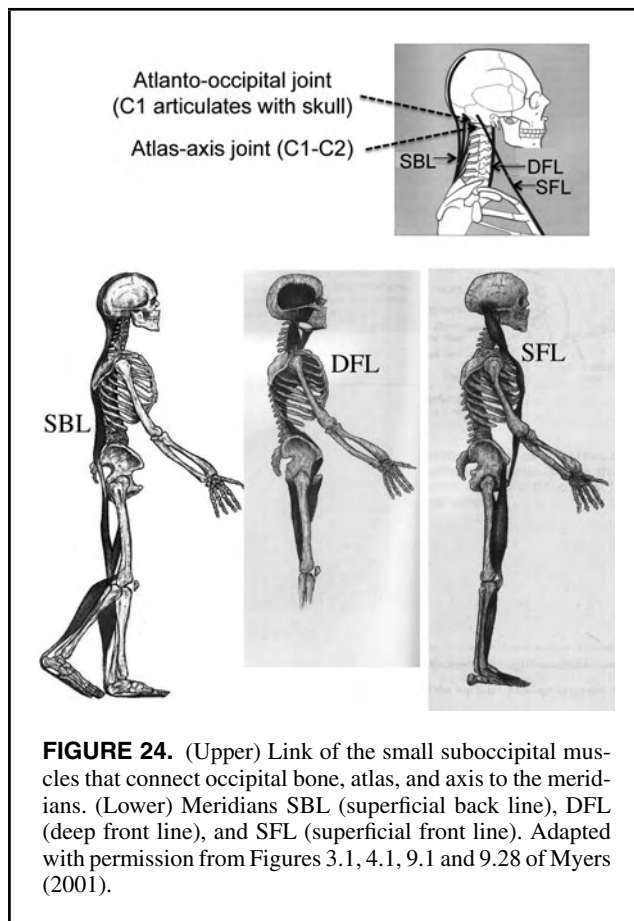 Atlanto-occipital joint
(C1 articulates with skull)
Atlas-axis joint (C1-C2)
SBL
DFL
SFL
SBL
DFL
SFL
FIGURE 24. (Upper) Link of the small suboccipital mus-
cles that connect occipital bone, atlas, and axis to the merid-
ians. (Lower) Meridians SBL (superficial back line), DFL
(deep front line), and SFL (superficial front line). Adapted
with permission from Figures 3.1, 4.1, 9.1 and 9.28 of Myers
(2001).